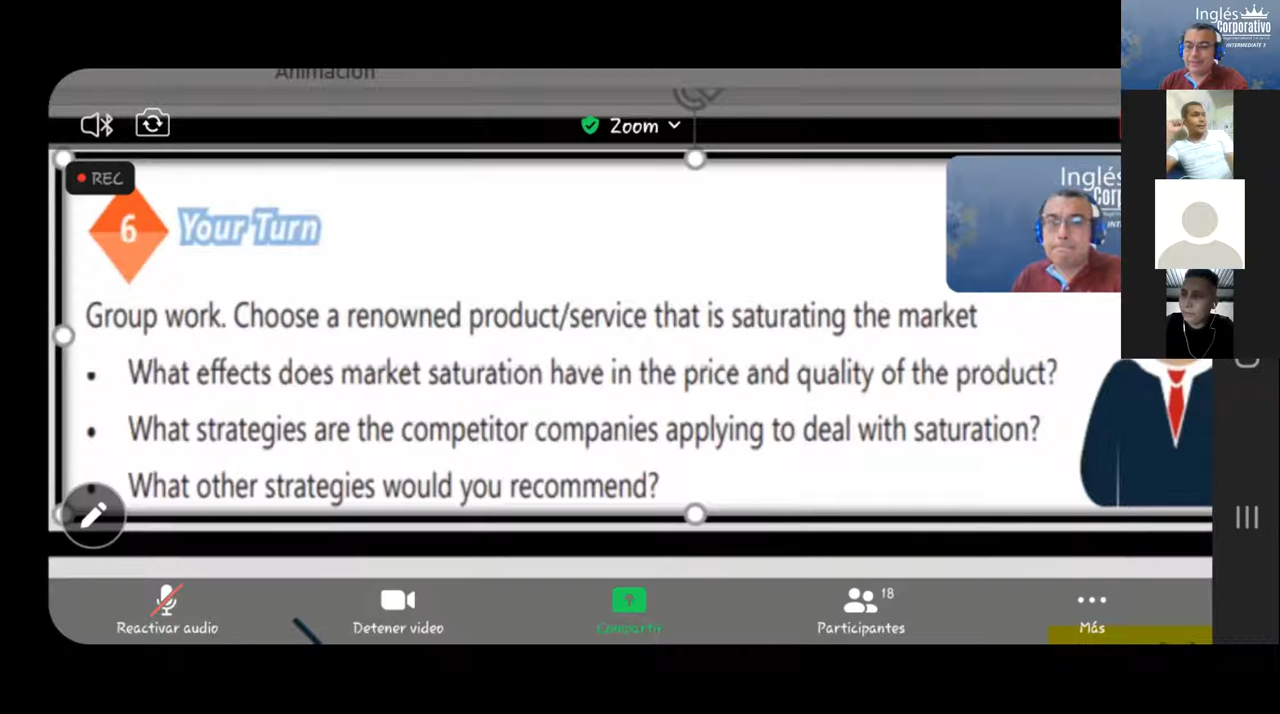 Animación
Zoom
REC
6 Your Turn
Inglés
Group work. Choose a renowned product/service that is saturating the market
• What effects does market saturation have in the price and quality of the product?
• What strategies are the competitor companies applying to deal with saturation?
• What other strategies would you recommend?
Reactivar audio
Detener video
Compartir
Participantes
18
Más
Inglés
Corporativo
INTERMEDIATE 3